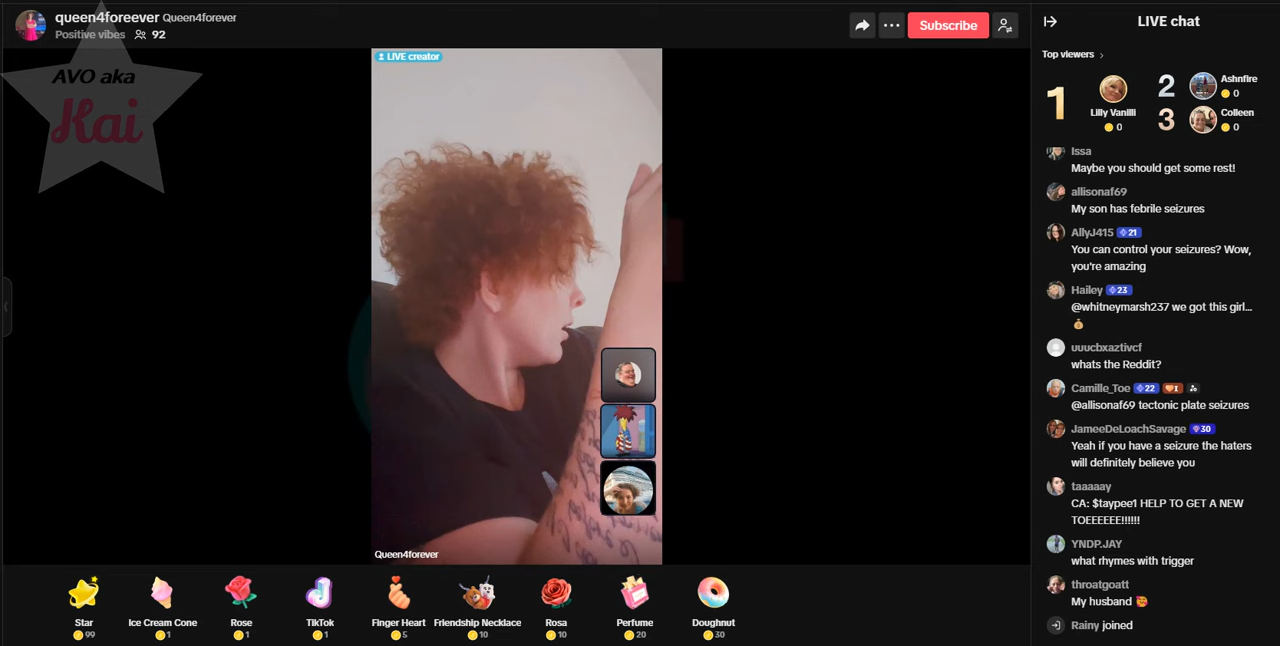 queen4foreever Queen4forever
Positive vibes 92
Subscribe
AVO aka
Kai
LIVE creator
Queen4forever
Star
99
Ice Cream Cone
1
Rose
1
TikTok
1
Finger Heart
5
Friendship Necklace
10
Rosa
10
Perfume
20
Doughnut
30
LIVE chat
Top viewers
1
Lilly Vanilli
0
2
Ashnfire
0
3
Colleen
0
Issa
Maybe you should get some rest!
allisonaf69
My son has febrile seizures
AllyJ415 21
You can control your seizures? Wow,
you're amazing
Hailey 23
@whitneymarsh237 we got this girl...
uuucbxaztivcf
whats the Reddit?
Camille_Toe 22 I
@allisonaf69 tectonic plate seizures
JameeDeLoachSavage 30
Yeah if you have a seizure the haters
will definitely believe you
taaaaay
CA: $taypee1 HELP TO GET A NEW
TOEEEEEE!!!!!!
YNDP.JAY
what rhymes with trigger
throatgoatt
My husband 🥰
Rainy joined